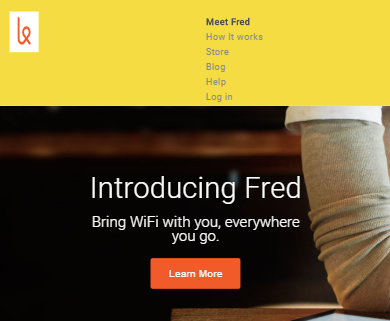 Meet Fred
How It works
Store
Blog
Help
Log in
Introducing Fred
Bring WiFi with you, everywhere
you go.
Learn More